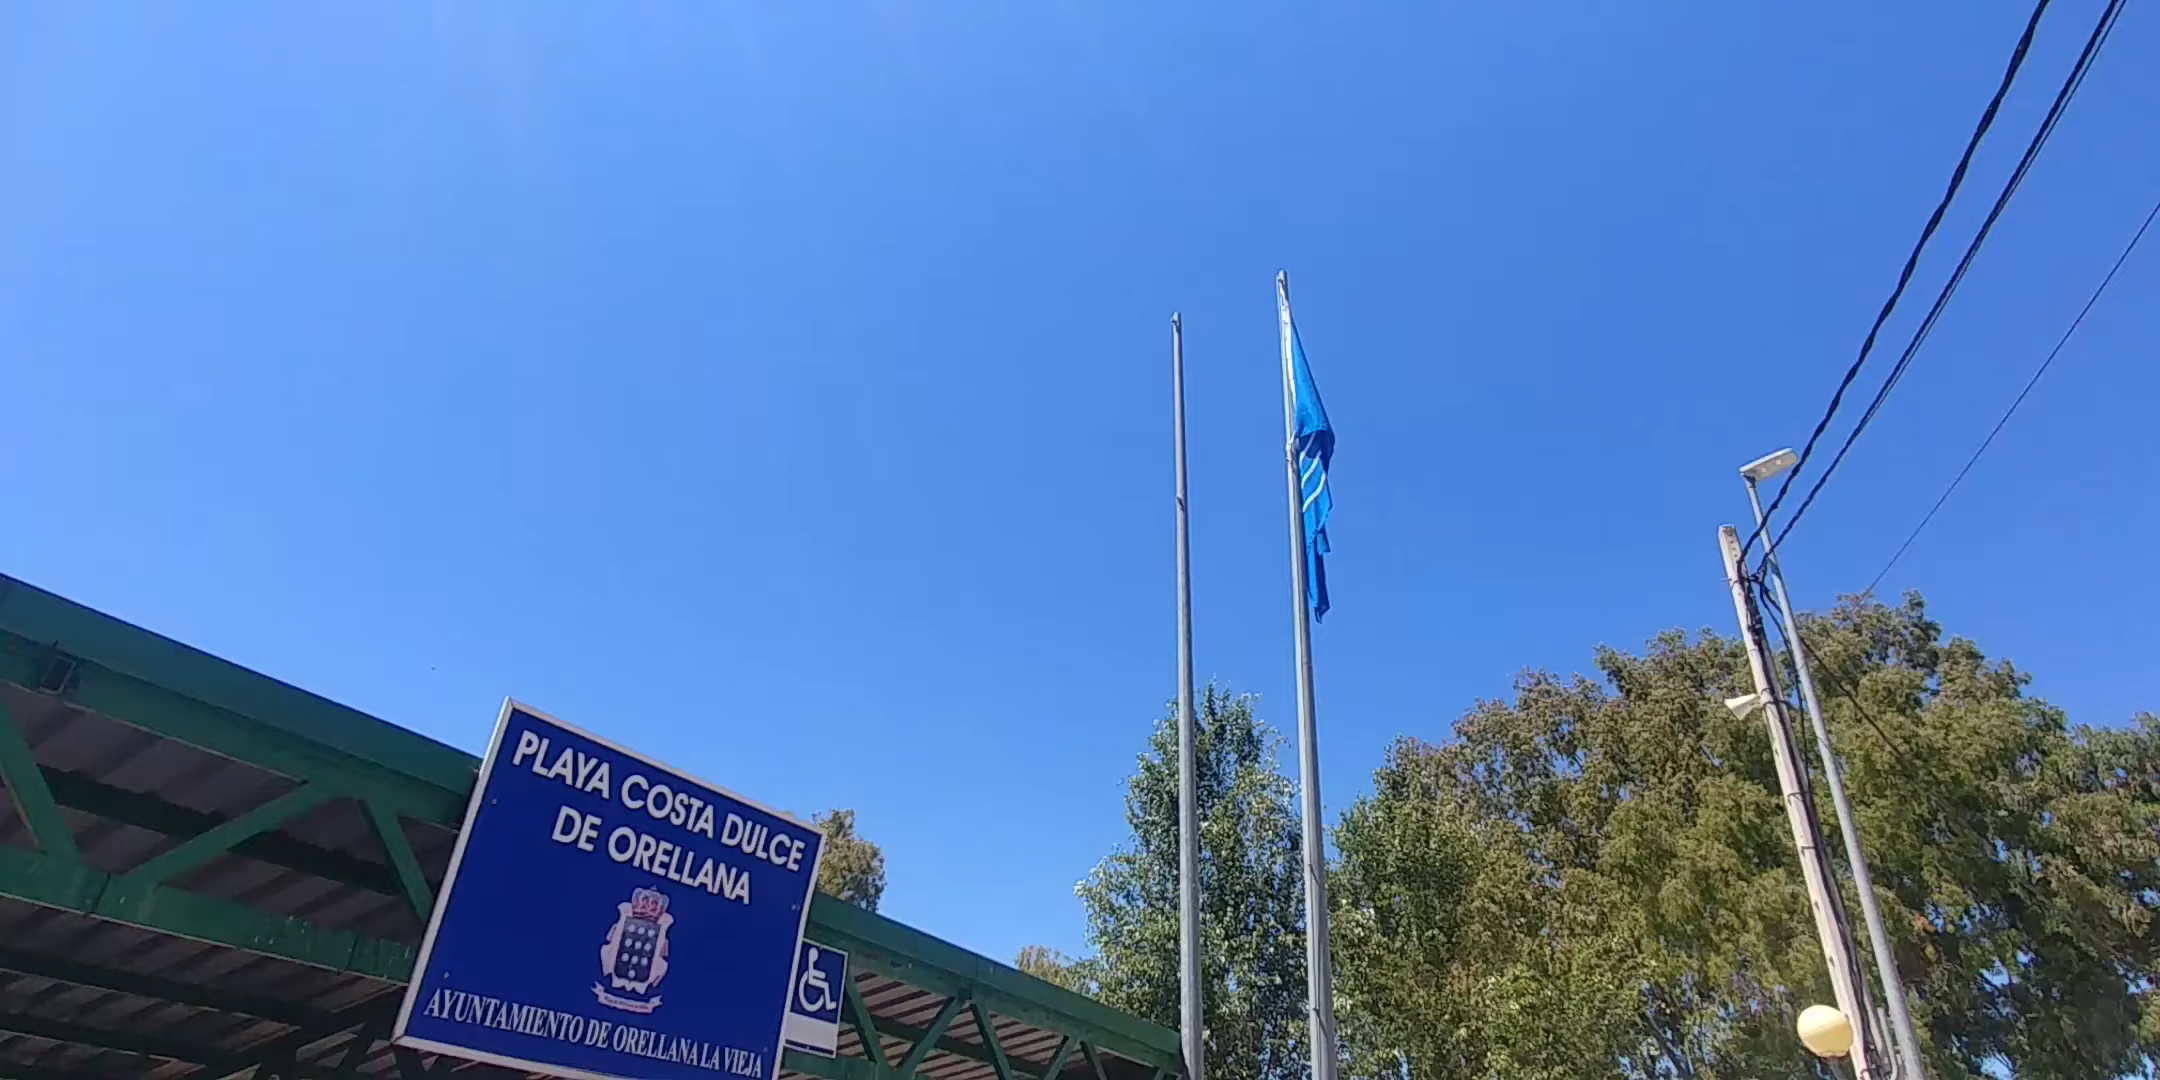 PLAYA COSTA DULCE
DE ORELLANA
AYUNTAMIENTO DE ORELLANA LA VIEJA